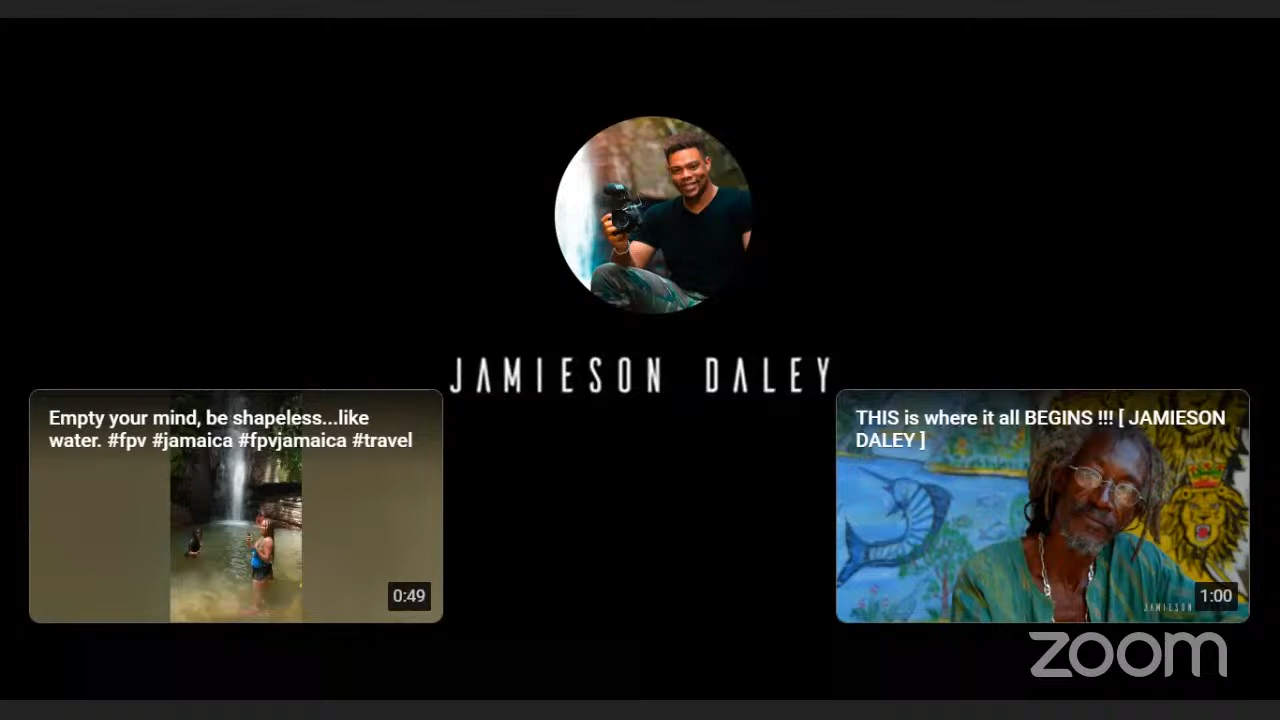 JAMIESON DALEY
Empty your mind, be shapeless...like
water. #fpv #jamaica #fpvjamaica #travel
0:49
THIS is where it all BEGINS !!! [ JAMIESON
DALEY ]
JAMIESON
1:00
zoom